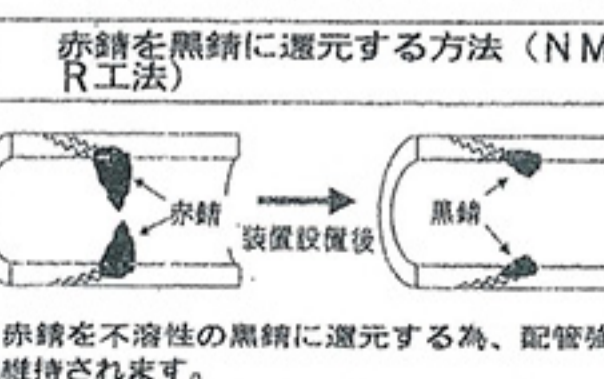 赤錆を黒錆に還元する方法（NM
R工法）
赤錆
黒錆
装置設置後
赤錆を不溶性の黒錆に還元する為、配管強
維持されます。